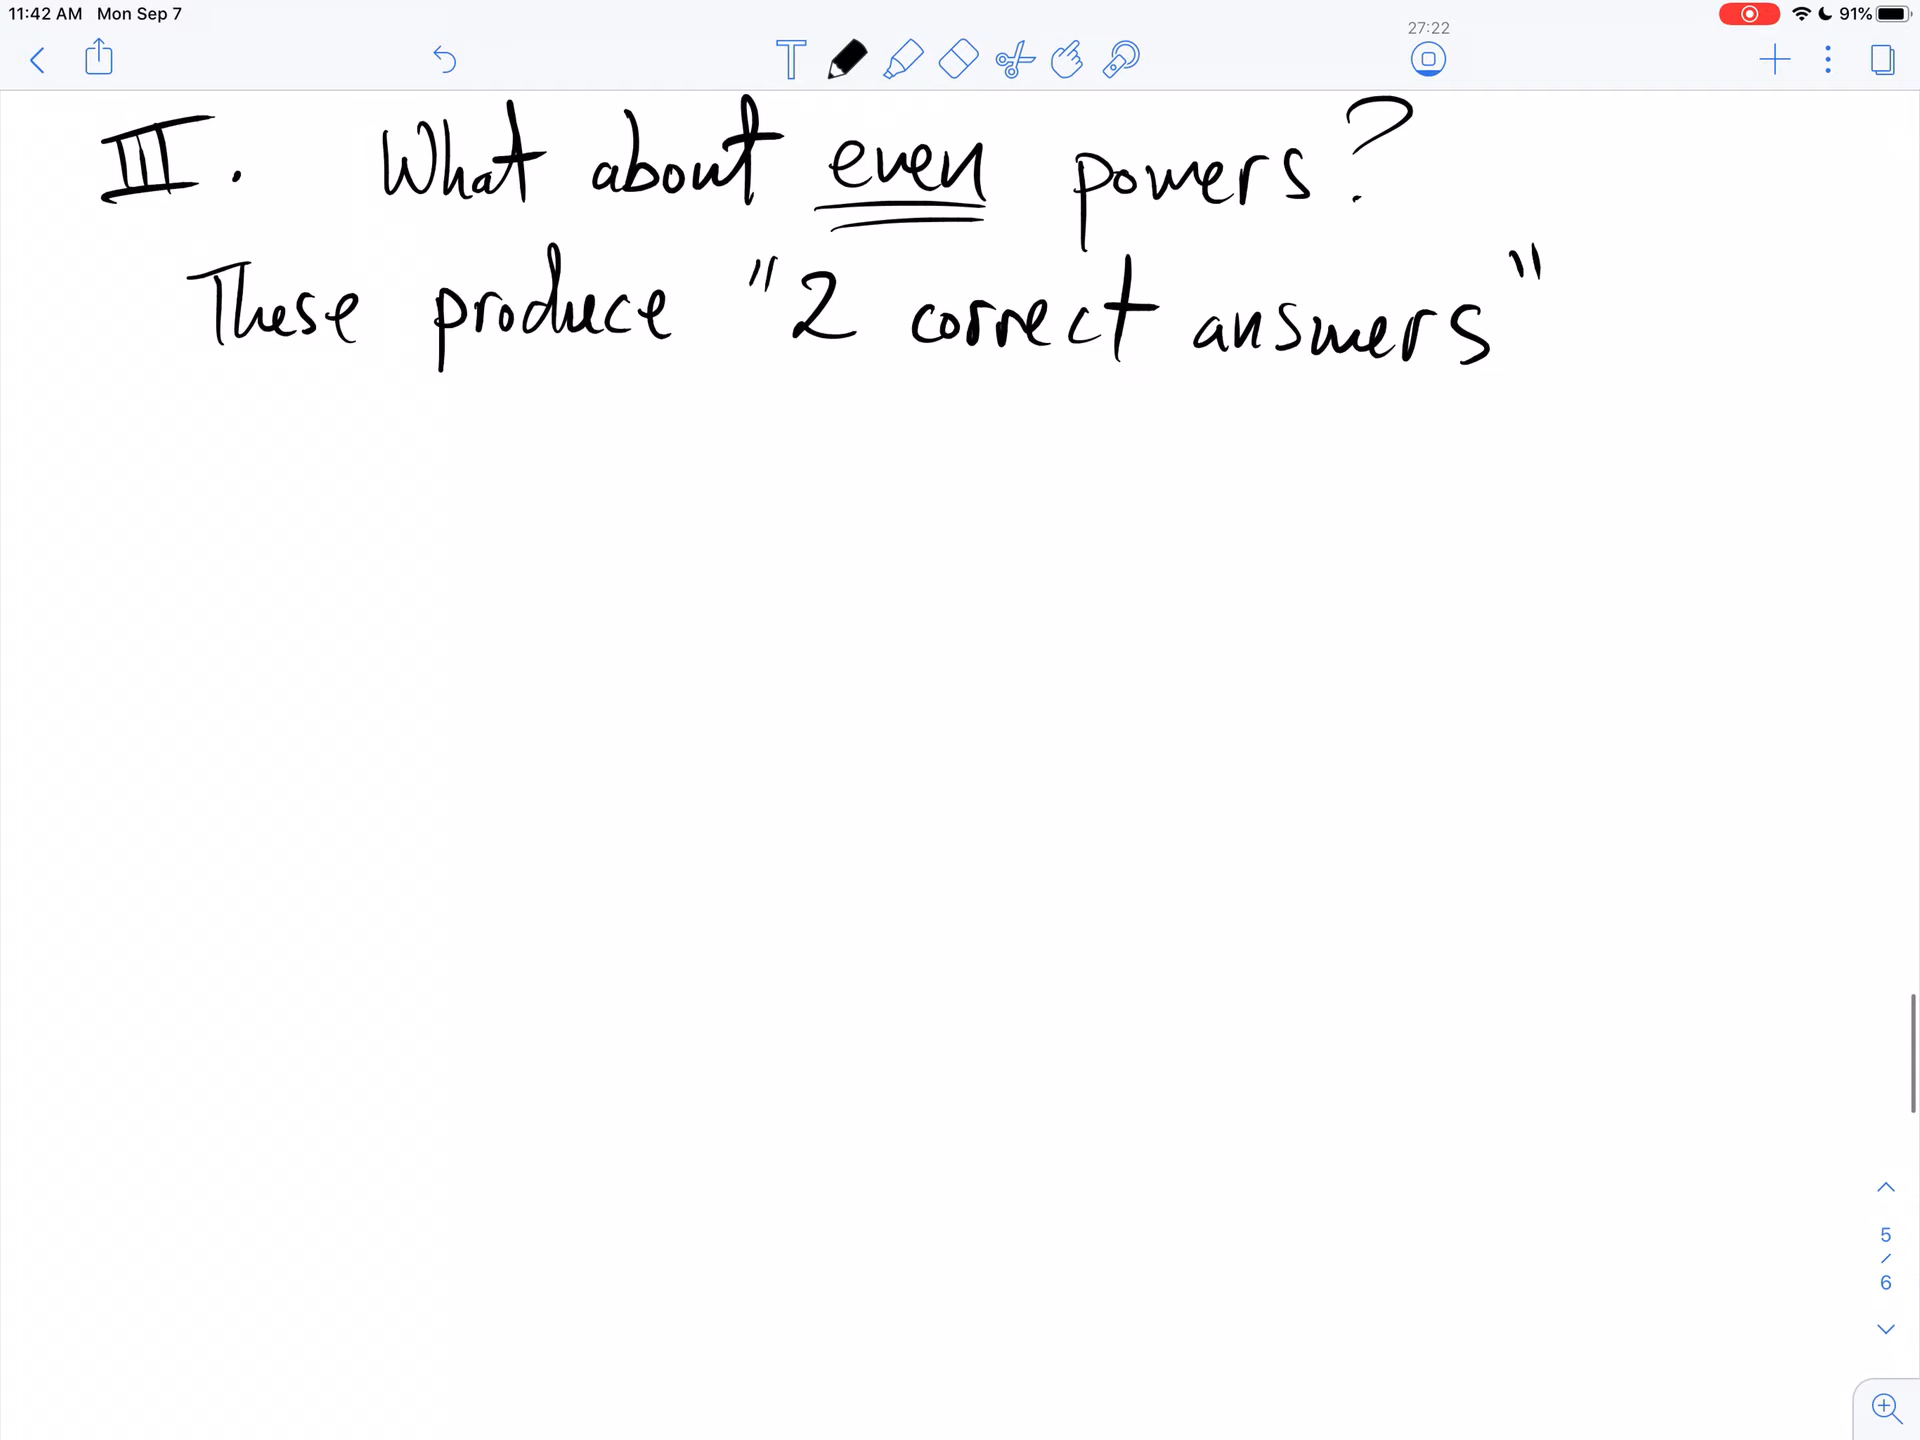 11:42 AM Mon Sep 7
91%
27:22
T
III. What about even powers?
These produce "2 correct answers"
5
/
6